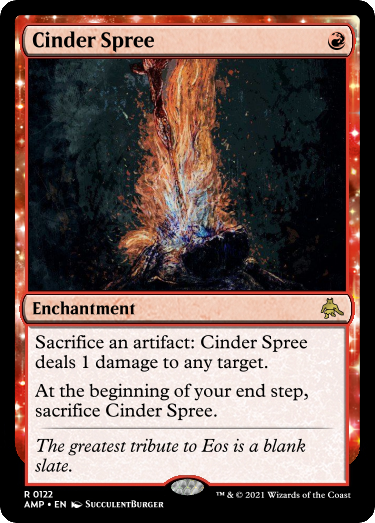 Cinder Spree
Enchantment
Sacrifice an artifact: Cinder Spree
deals 1 damage to any target.
At the beginning of your end step,
sacrifice Cinder Spree.
The greatest tribute to Eos is a blank
slate.
R 0122
AMP • EN SucculentBurger
™ & © 2021 Wizards of the Coast